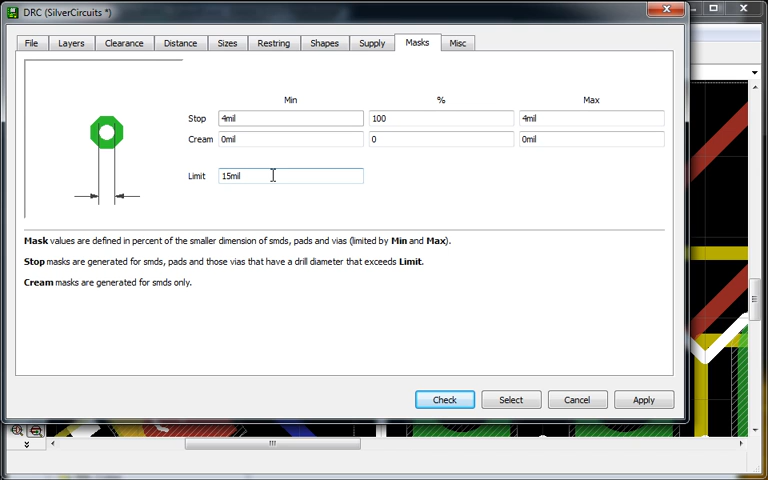 DRC (SilverCircuits *)
File Layers Clearance Distance Sizes Restring Shapes Supply Masks Misc
Min % Max
Stop 4mil 100 4mil
Cream 0mil 0 0mil
Limit 15mil
Mask values are defined in percent of the smaller dimension of smds, pads and vias (limited by Min and Max).
Stop masks are generated for smds, pads and those vias that have a drill diameter that exceeds Limit.
Cream masks are generated for smds only.
Check Select Cancel Apply